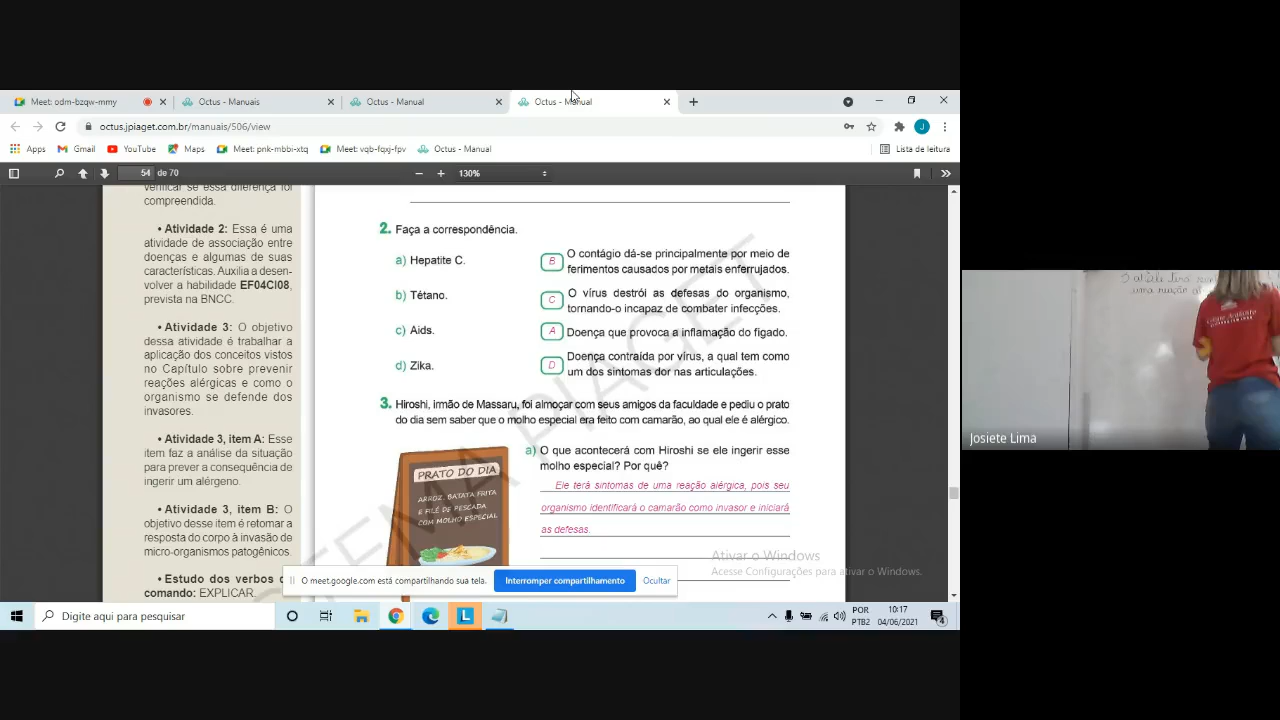 Meet: odm-bzqw-mmy
Octus - Manuais
Octus - Manual
Octus - Manual
octus.jpiaget.com.br/manuais/506/view
Apps
Gmail
YouTube
Maps
Meet: pnk-mbbi-xtq
Meet: vqb-fqxj-fpv
Octus - Manual
Lista de leitura
54 de 70
130%
verificar se essa diferença foi
compreendida.
• Atividade 2: Essa é uma
atividade de associação entre
doenças e algumas de suas
características. Auxilia a desen-
volver a habilidade EF04CI08,
prevista na BNCC.
• Atividade 3: O objetivo
dessa atividade é trabalhar a
aplicação dos conceitos vistos
no Capítulo sobre prevenir
reações alérgicas e como o
organismo se defende dos
invasores.
• Atividade 3, item A: Esse
item faz a análise da situação
para prever a consequência de
ingerir um alérgeno.
• Atividade 3, item B: O
objetivo desse item é retomar a
resposta do corpo à invasão de
micro-organismos patogênicos.
• Estudo dos verbos
comando: EXPLICAR.
2. Faça a correspondência.
a) Hepatite C.
b) Tétano.
c) Aids.
d) Zika.
B O contágio dá-se principalmente por meio de
ferimentos causados por metais enferrujados.
C O vírus destrói as defesas do organismo,
tornando-o incapaz de combater infecções.
A Doença que provoca a inflamação do fígado.
D Doença contraída por vírus, a qual tem como
um dos sintomas dor nas articulações.
3. Hiroshi, irmão de Massaru, foi almoçar com seus amigos da faculdade e pediu o prato
do dia sem saber que o molho especial era feito com camarão, ao qual ele é alérgico.
PRATO DO DIA
ARROZ, BATATA FRITA
E FILÉ DE PESCADA
COM MOLHO ESPECIAL
a) O que acontecerá com Hiroshi se ele ingerir esse
molho especial? Por quê?
Ele terá sintomas de uma reação alérgica, pois seu
organismo identificará o camarão como invasor e iniciará
as defesas.
TEMA PIAGET
Ativar o Windows
Acesse Configurações para ativar o Windows.
O meet.google.com está compartilhando sua tela.
Interromper compartilhamento
Ocultar
Digite aqui para pesquisar
POR
PTB2
10:17
04/06/2021
4
uma reação
Josiete Lima